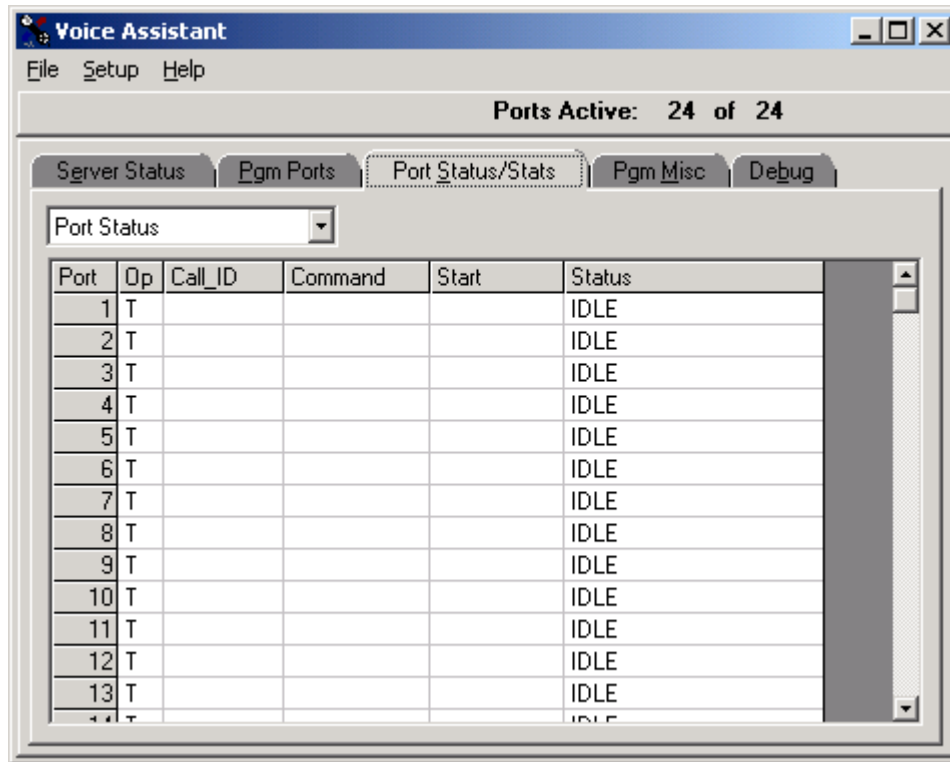 Voice Assistant
File Setup Help
Ports Active: 24 of 24
Server Status Pgm Ports Port Status/Stats Pgm Misc Debug
Port Status
Port Op Call_ID Command Start Status
1 T IDLE
2 T IDLE
3 T IDLE
4 T IDLE
5 T IDLE
6 T IDLE
7 T IDLE
8 T IDLE
9 T IDLE
10 T IDLE
11 T IDLE
12 T IDLE
13 T IDLE
14 T IDLE